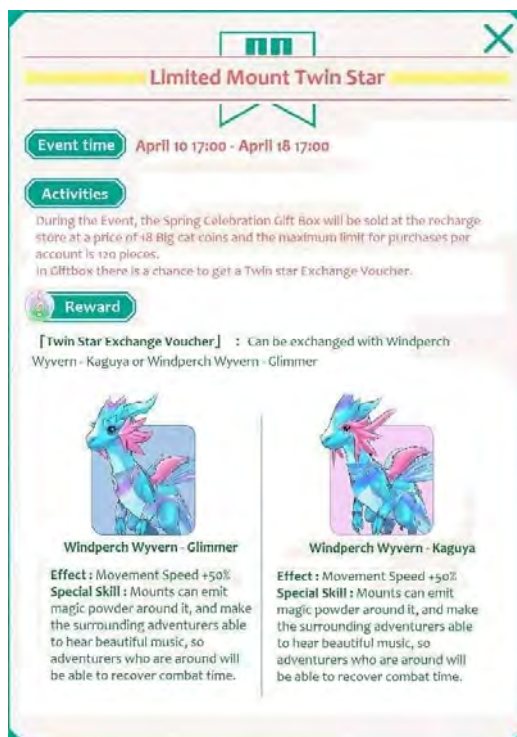 Limited Mount Twin Star
Event time April 10 17:00 - April 18 17:00
Activities
During the Event, the Spring Celebration Gift Box will be sold at the recharge
store at a price of 18 Big cat coins and the maximum limit for purchases per
account is 120 pieces.
in Giftbox there is a chance to get a Twin star Exchange Voucher.
Reward
「Twin Star Exchange Voucher」 : Can be exchanged with Windperch
Wyvern - Kaguya or Windperch Wyvern - Glimmer
Windperch Wyvern - Glimmer
Effect : Movement Speed +50%
Special Skill : Mounts can emit
magic powder around it, and make
the surrounding adventurers able
to hear beautiful music, so
adventurers who are around will
be able to recover combat time.
Windperch Wyvern - Kaguya
Effect : Movement Speed +50%
Special Skill : Mounts can emit
magic powder around it, and make
the surrounding adventurers able
to hear beautiful music, so
adventurers who are around will
be able to recover combat time.